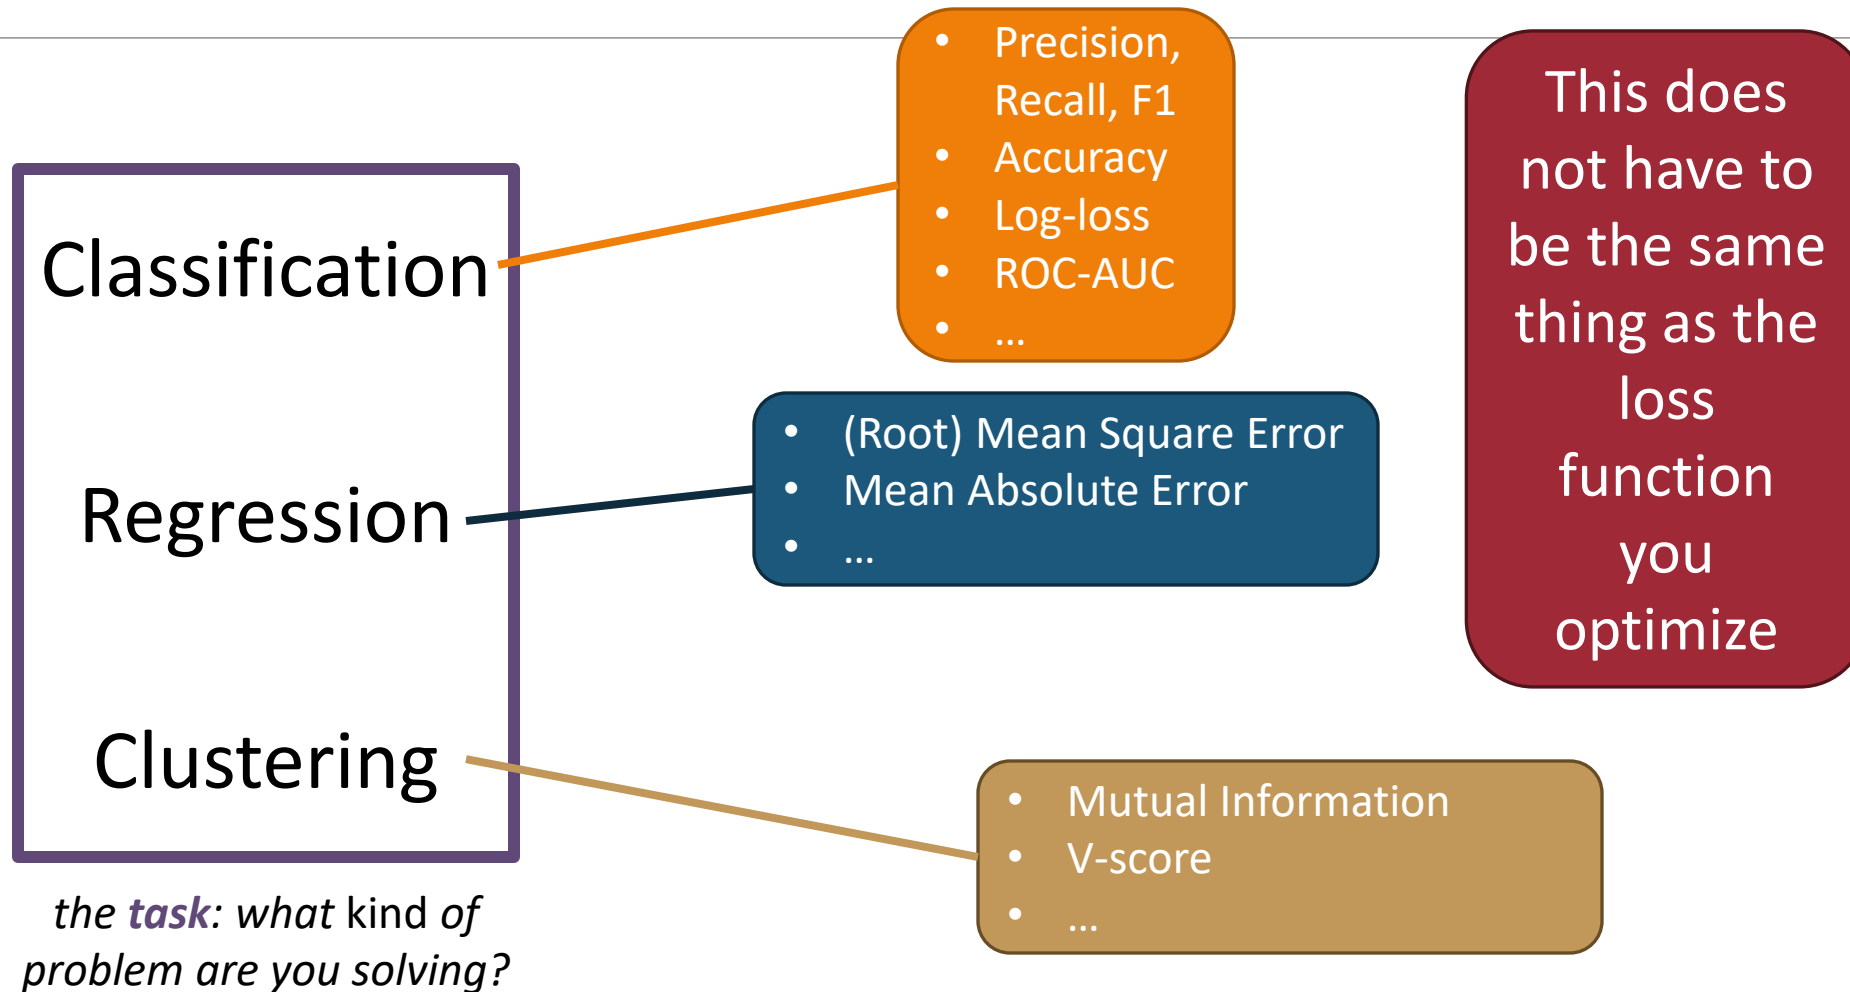 Classification
Regression
Clustering
the task: what kind of
problem are you solving?
• Precision,
Recall, F1
• Accuracy
• Log-loss
• ROC-AUC
• …
• (Root) Mean Square Error
• Mean Absolute Error
• …
• Mutual Information
• V-score
• …
This does
not have to
be the same
thing as the
loss
function
you
optimize